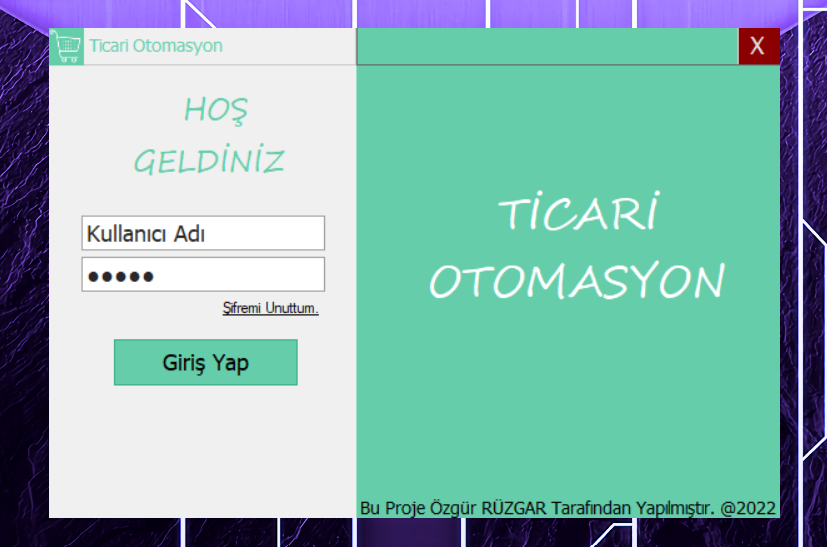 Ticari Otomasyon
X
HOŞ
GELDİNİZ
Kullanıcı Adı
●●●●●
Şifremi Unuttum.
Giriş Yap
TİCARİ
OTOMASYON
Bu Proje Özgür RÜZGAR Tarafından Yapılmıştır. @2022